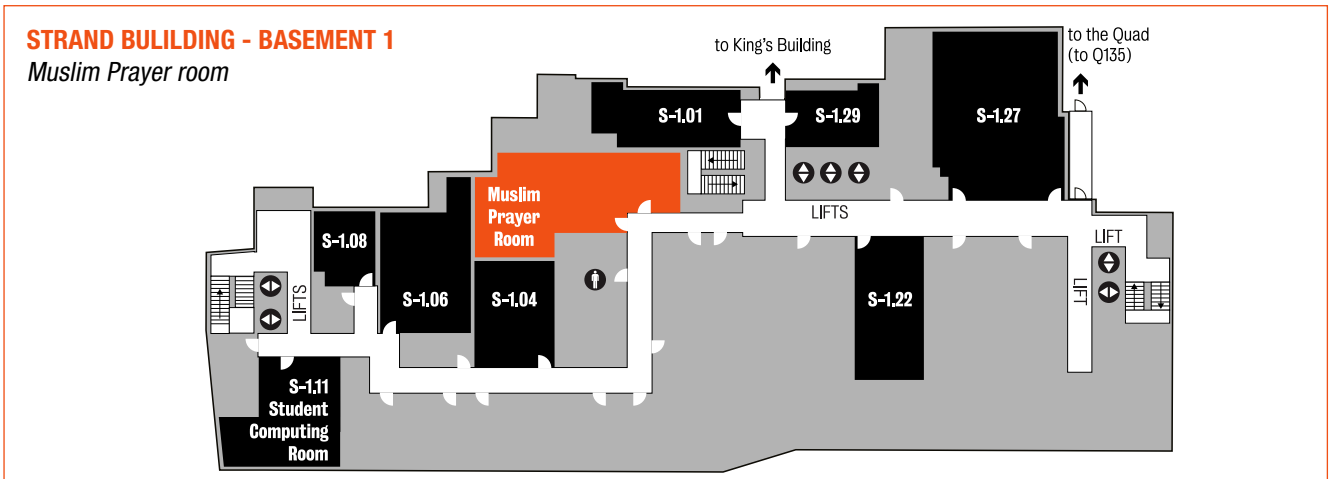 STRAND BULILDING - BASEMENT 1
Muslim Prayer room
to King's Building
to the Quad
(to Q135)
S-1.01
S-1.29
S-1.27
Muslim
Prayer
Room
LIFTS
S-1.08
LIFT
S-1.06
S-1.04
S-1.22
LIFTS
LIFT
S-1.11
Student
Computing
Room